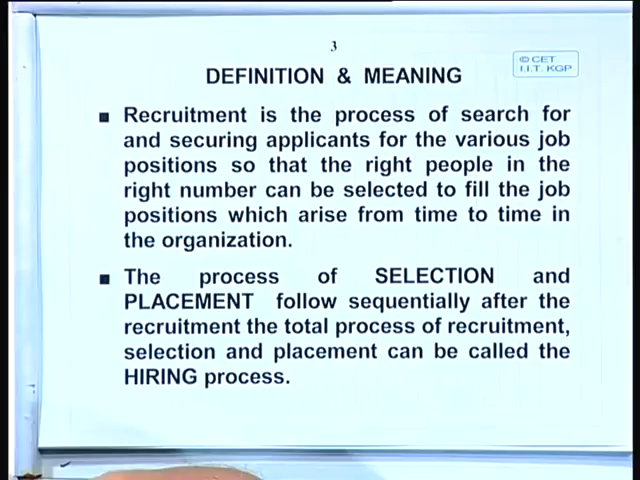 3
© CET
I.I.T. KGP
DEFINITION & MEANING
■ Recruitment is the process of search for
and securing applicants for the various job
positions so that the right people in the
right number can be selected to fill the job
positions which arise from time to time in
the organization.
■ The process of SELECTION and
PLACEMENT follow sequentially after the
recruitment the total process of recruitment,
selection and placement can be called the
HIRING process.